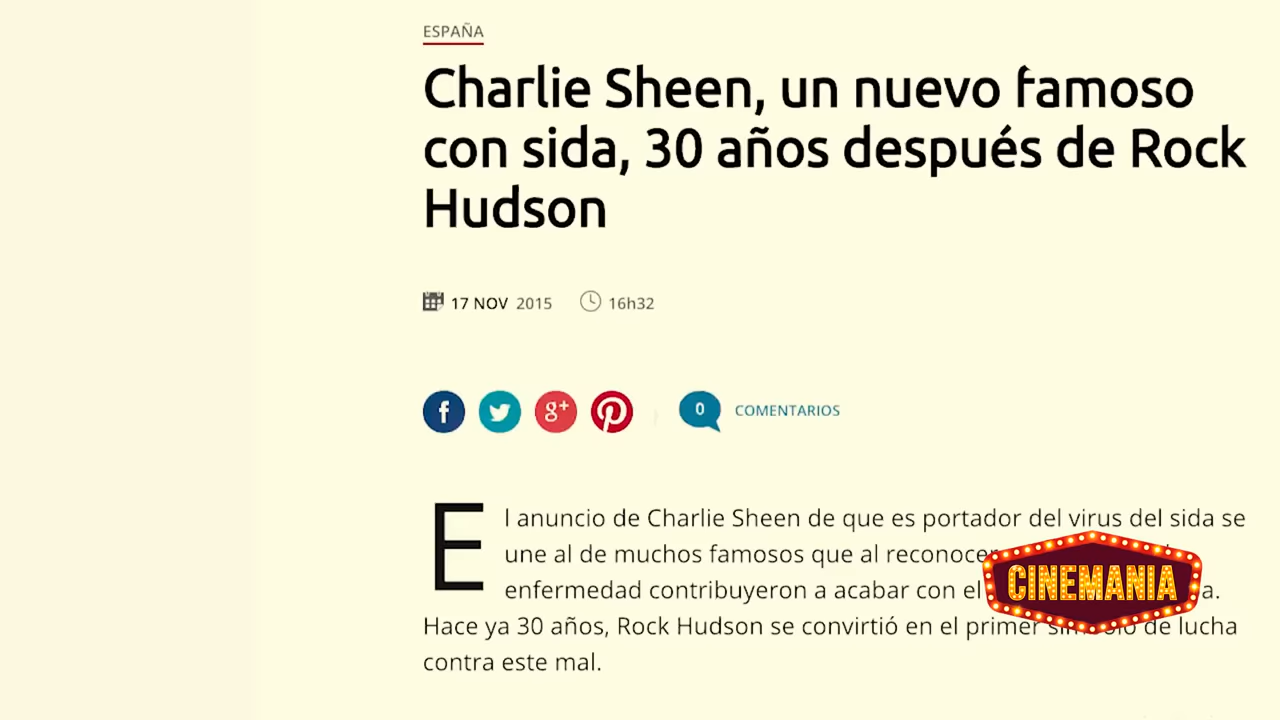 ESPAÑA
Charlie Sheen, un nuevo famoso
con sida, 30 años después de Rock
Hudson
17 NOV 2015 16h32
0 COMENTARIOS
El anuncio de Charlie Sheen de que es portador del virus del sida se
une al de muchos famosos que al reconocer
enfermedad contribuyeron a acabar con el
CINEMANIA
Hace ya 30 años, Rock Hudson se convirtió en el primer de lucha
contra este mal.